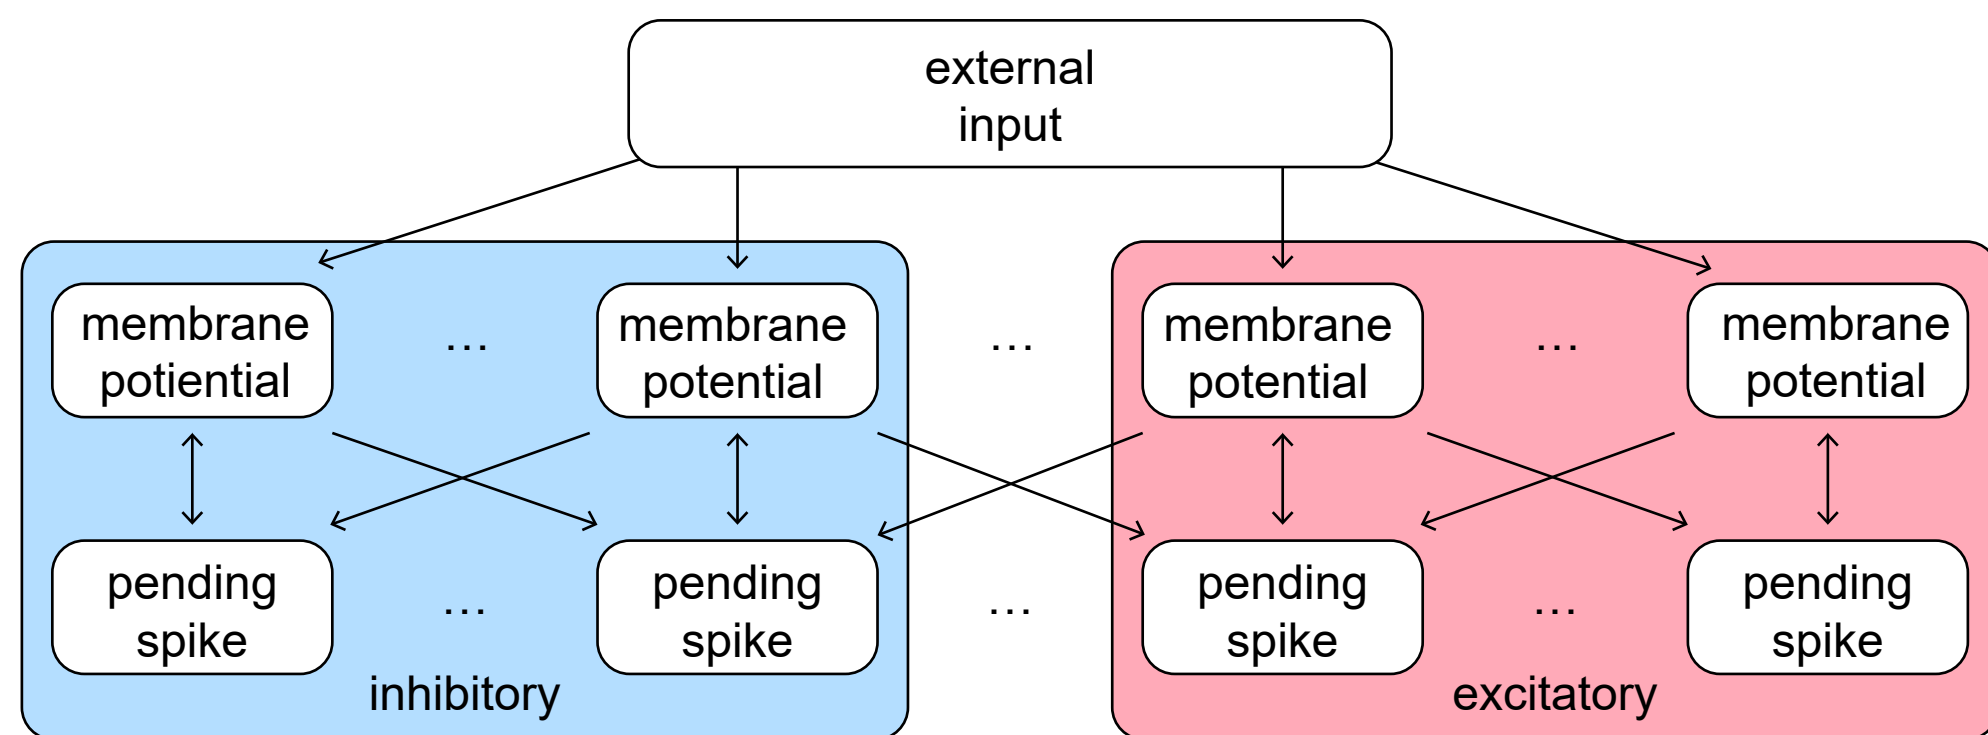 external
input
membrane
potiential
...
membrane
potential
...
membrane
potential
...
membrane
potential
pending
spike
...
pending
spike
...
pending
spike
...
pending
spike
inhibitory
excitatory